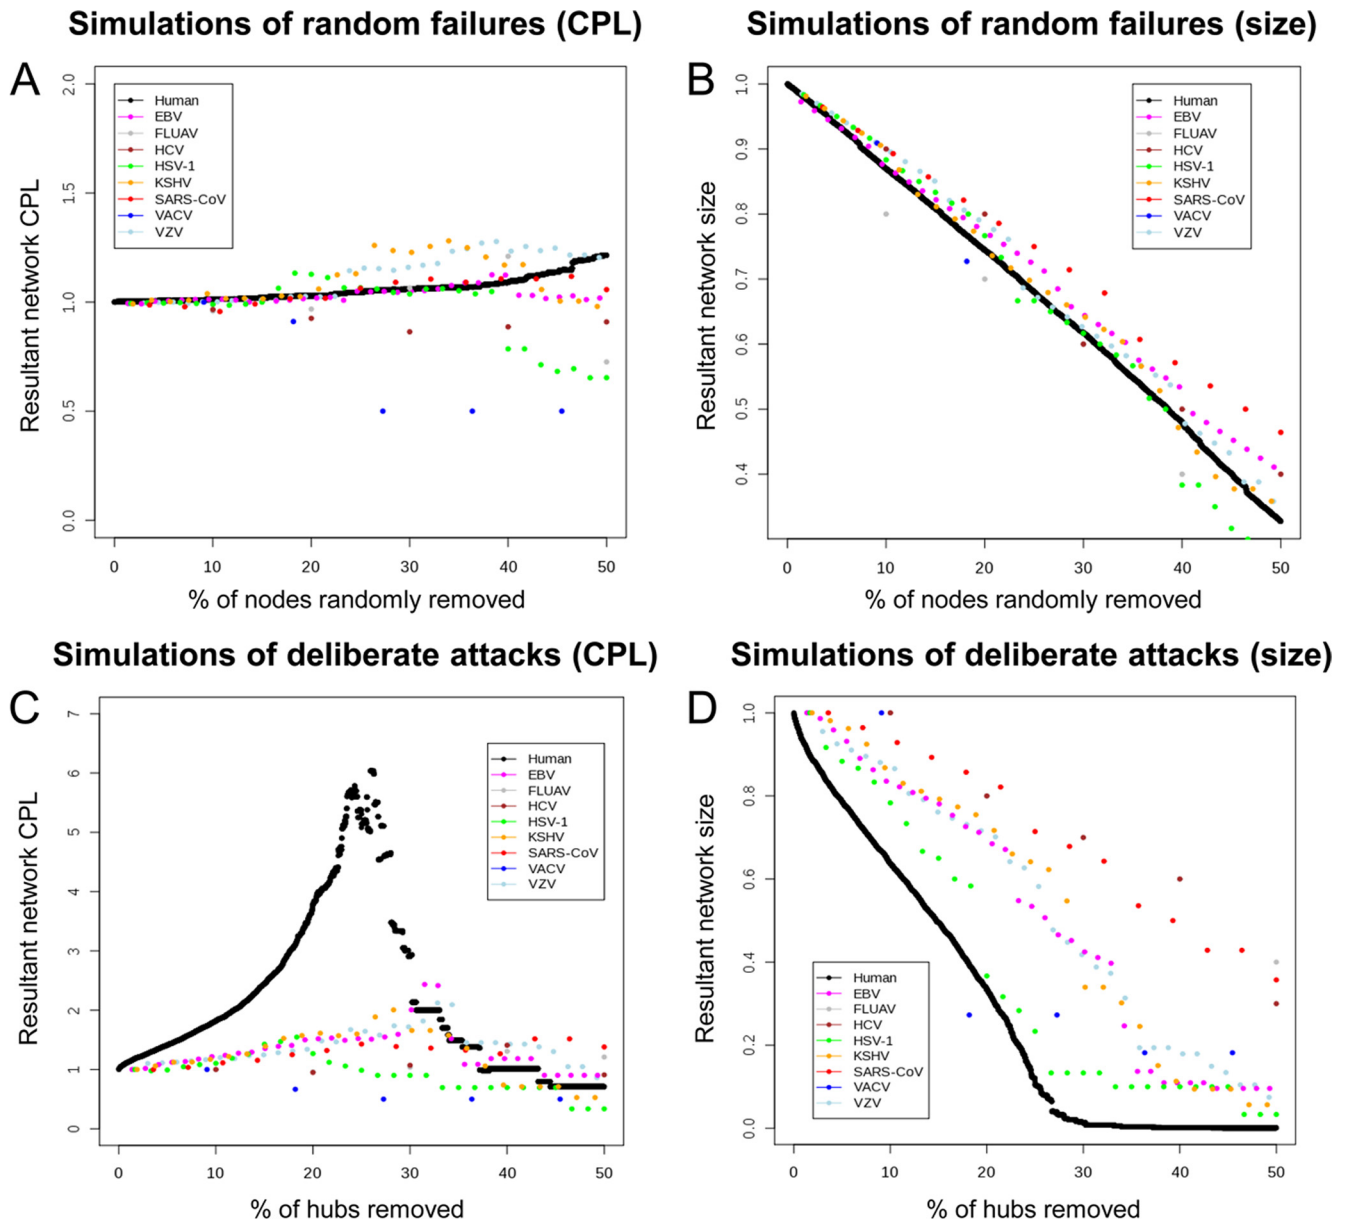 Simulations of random failures (CPL)
A
Resultant network CPL
2.0
1.5
1.0
0.5
0.0
Human
EBV
FLUAV
HCV
HSV-1
KSHV
SARS-CoV
VACV
VZV
0 10 20 30 40 50
% of nodes randomly removed
Simulations of random failures (size)
B
Resultant network size
1.0
0.9
0.8
0.7
0.6
0.5
0.4
Human
EBV
FLUAV
HCV
HSV-1
KSHV
SARS-CoV
VACV
VZV
0 10 20 30 40 50
% of nodes randomly removed
Simulations of deliberate attacks (CPL)
C
Resultant network CPL
7
6
5
4
3
2
1
0
Human
EBV
FLUAV
HCV
HSV-1
KSHV
SARS-CoV
VACV
VZV
0 10 20 30 40 50
% of hubs removed
Simulations of deliberate attacks (size)
D
Resultant network size
1.0
0.8
0.6
0.4
0.2
0.0
Human
EBV
FLUAV
HCV
HSV-1
KSHV
SARS-CoV
VACV
VZV
0 10 20 30 40 50
% of hubs removed